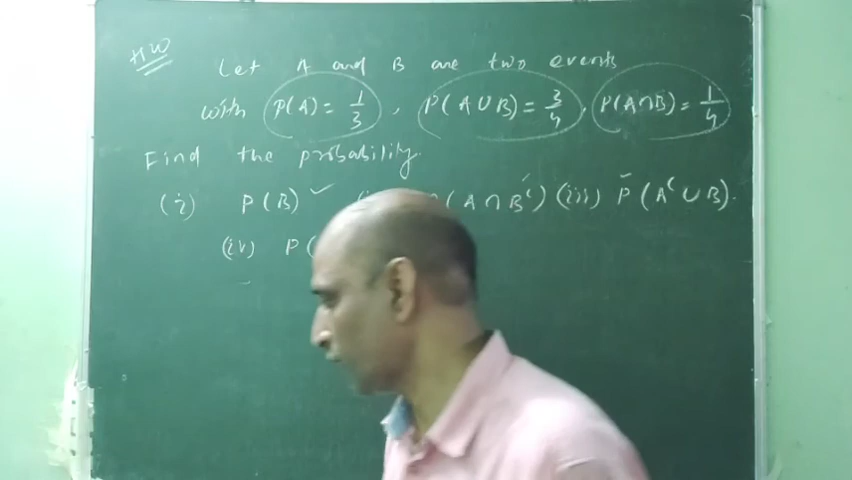 HW
Let A and B are two events
with P(A) = 1/3, P(A∪B) = 3/4, P(A∩B) = 1/4
Find the probability.
(i) P(B) ✓ (A ∩ B^c) (iii) P(A^c ∪ B).
(iv) P(